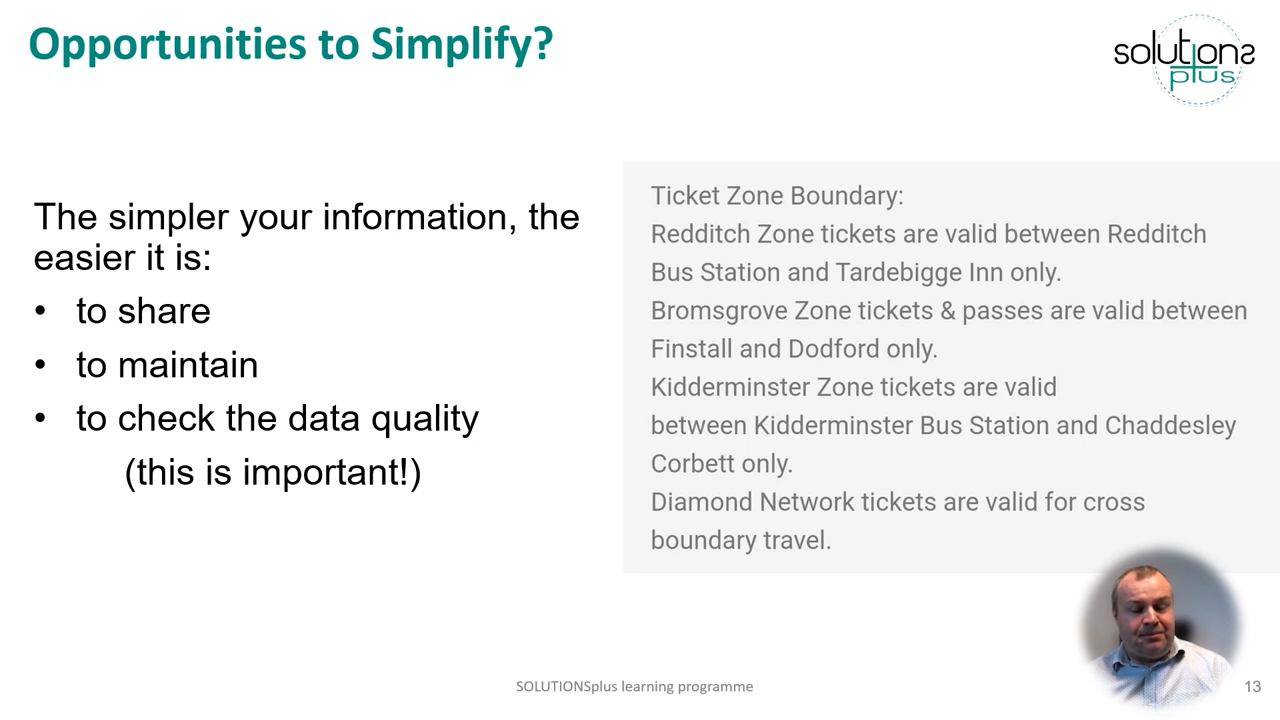 Opportunities to Simplify?
solutions
plus
The simpler your information, the
easier it is:
• to share
• to maintain
• to check the data quality
(this is important!)
Ticket Zone Boundary:
Redditch Zone tickets are valid between Redditch
Bus Station and Tardebigge Inn only.
Bromsgrove Zone tickets & passes are valid between
Finstall and Dodford only.
Kidderminster Zone tickets are valid
between Kidderminster Bus Station and Chaddesley
Corbett only.
Diamond Network tickets are valid for cross
boundary travel.
SOLUTIONSplus learning programme
13